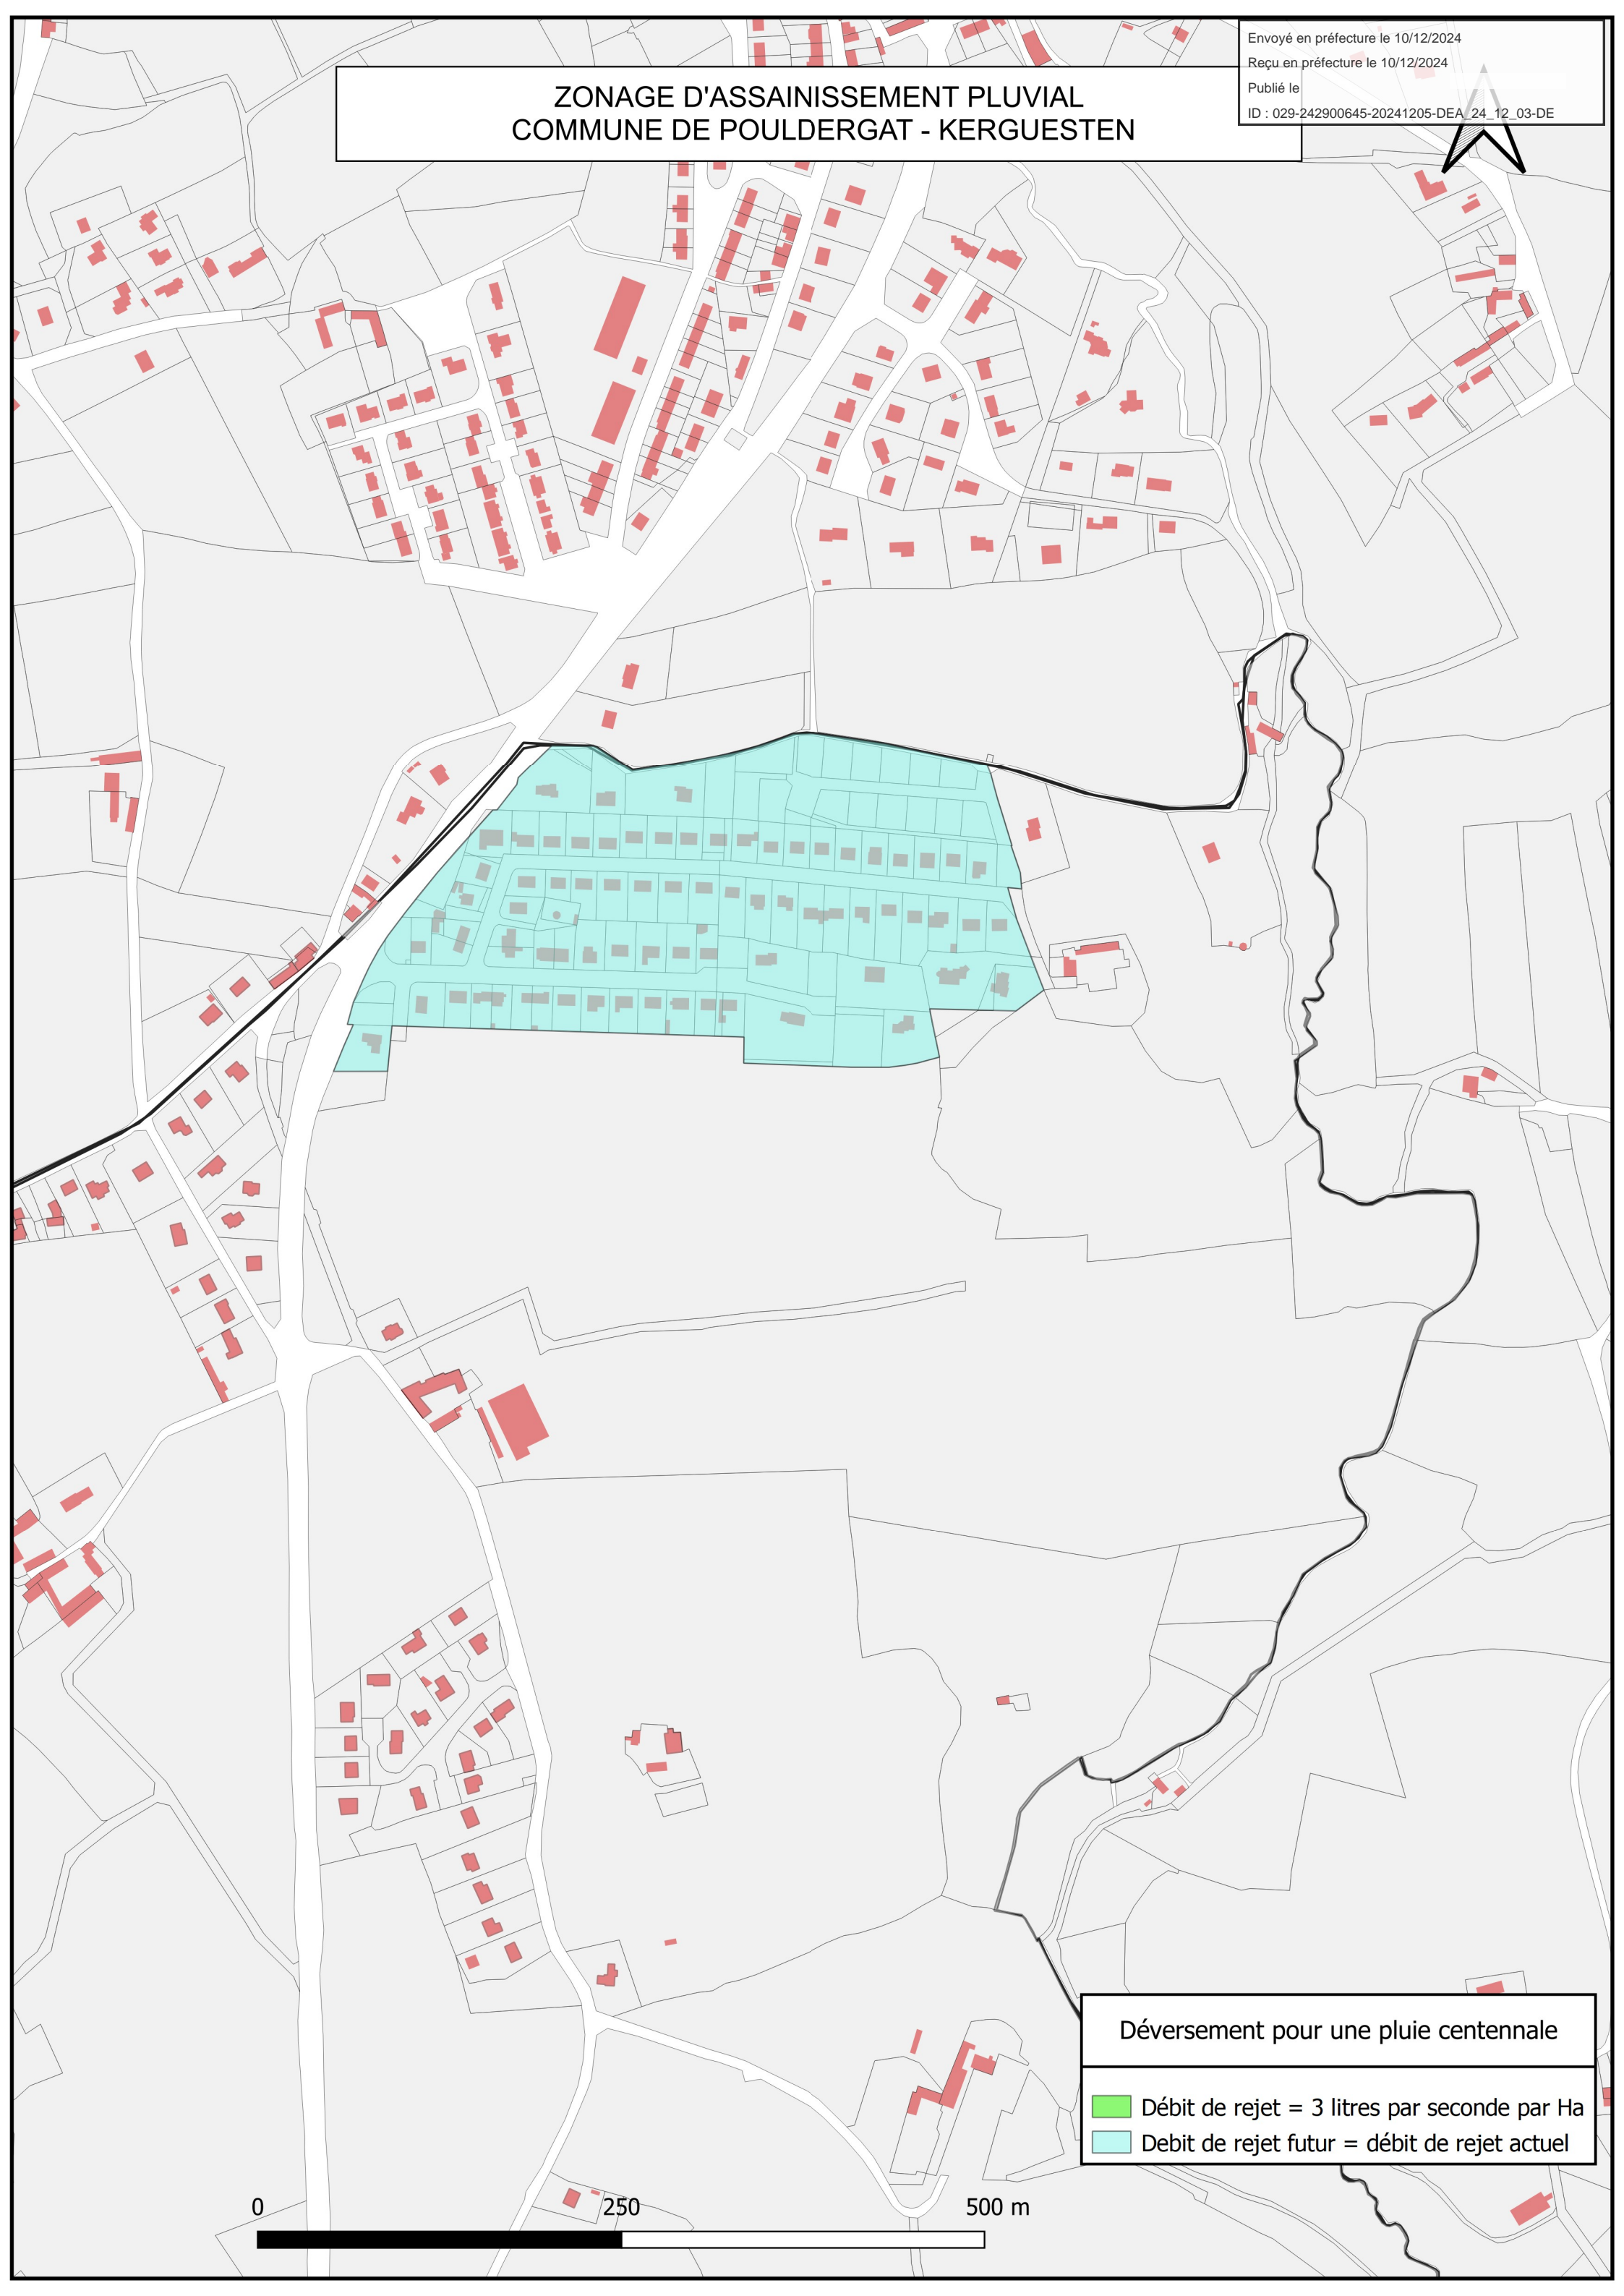 Envoyé en préfecture le 10/12/2024
Reçu en préfecture le 10/12/2024
Publié le
ID : 029-242900645-20241205-DEA_24_12_03-DE
ZONAGE D'ASSAINISSEMENT PLUVIAL
COMMUNE DE POULDERGAT - KERGUESTEN
Déversement pour une pluie centennale
Débit de rejet = 3 litres par seconde par Ha
Debit de rejet futur = débit de rejet actuel
0 250 500 m